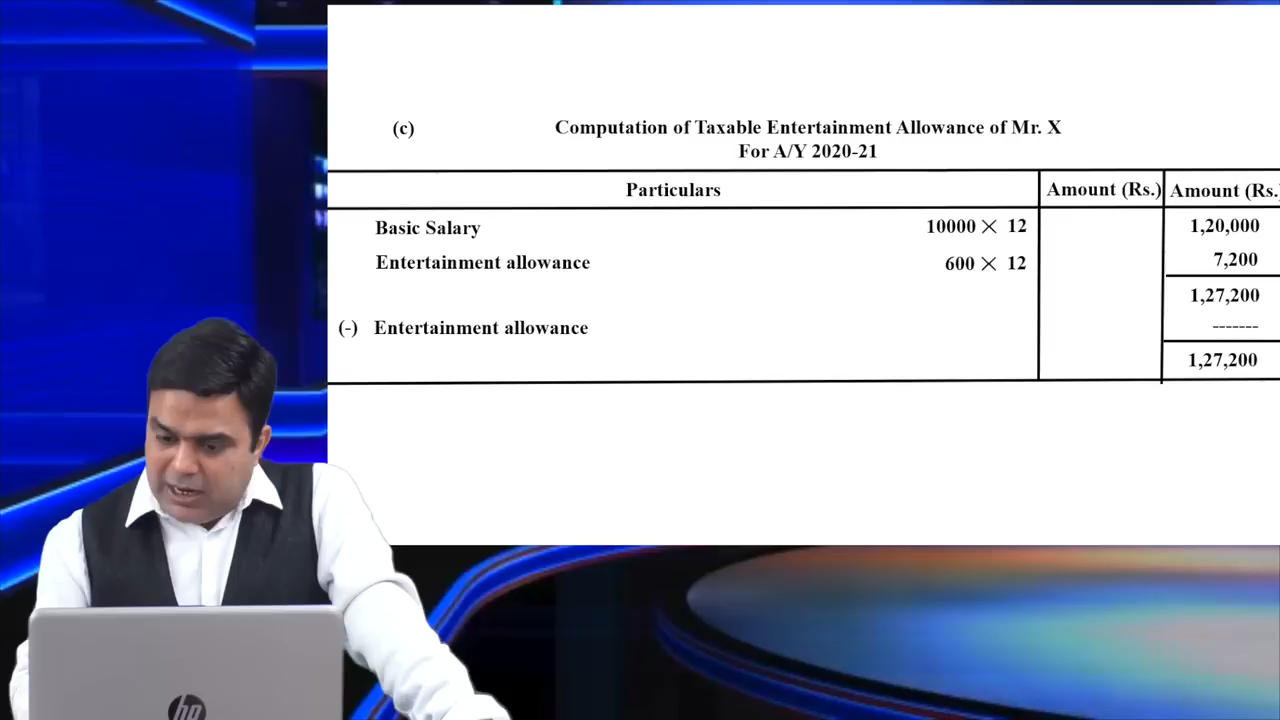 (c) Computation of Taxable Entertainment Allowance of Mr. X
For A/Y 2020-21
Particulars Amount (Rs.) Amount (Rs.
Basic Salary 10000 × 12 1,20,000
Entertainment allowance 600 × 12 7,200
1,27,200
(-) Entertainment allowance -------
1,27,200
hp